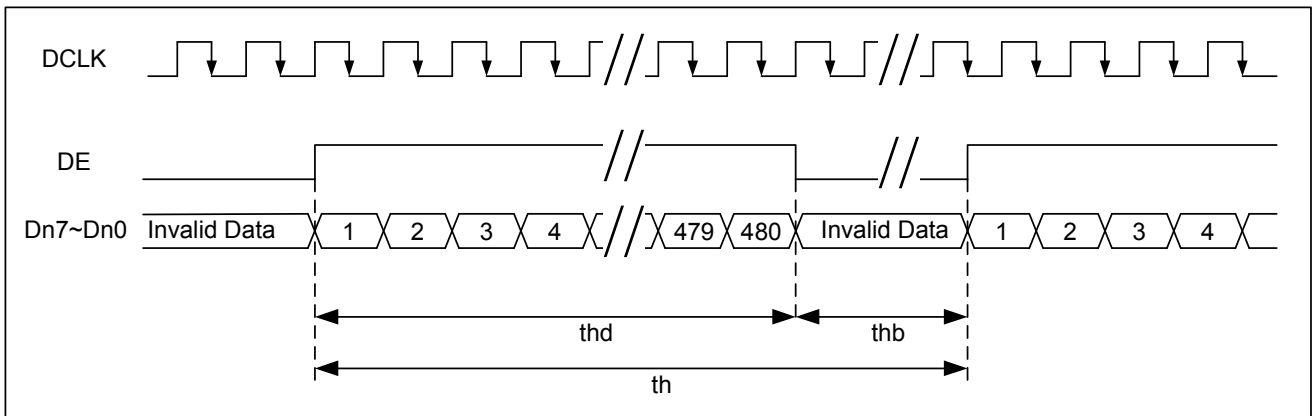 DCLK
DE
Dn7~Dn0 Invalid Data 1 2 3 4 479 480 Invalid Data 1 2 3 4
thd thb
th